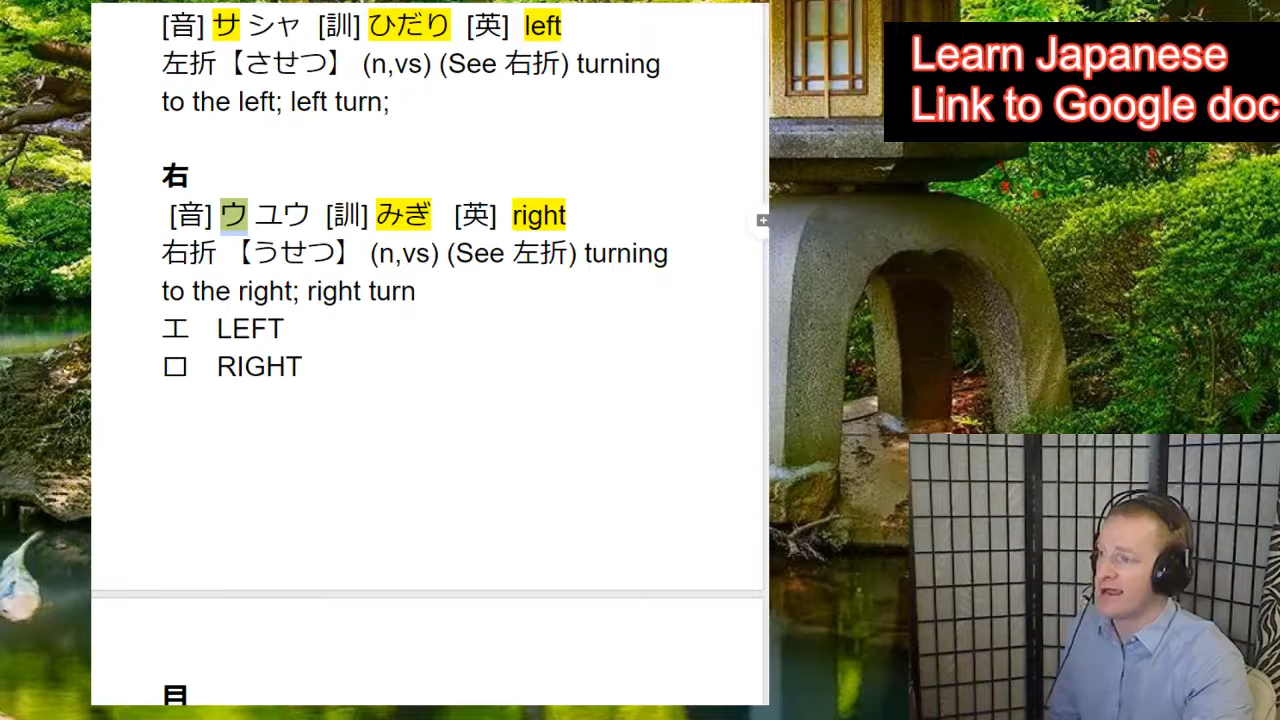 [音] サ シャ [訓] ひだり [英] left
左折【させつ】 (n,vs) (See 右折) turning
to the left; left turn;
右
[音] ウ ユウ [訓] みぎ [英] right
右折 【うせつ】 (n,vs) (See 左折) turning
to the right; right turn
エ LEFT
ロ RIGHT
目
Learn Japanese
Link to Google doc